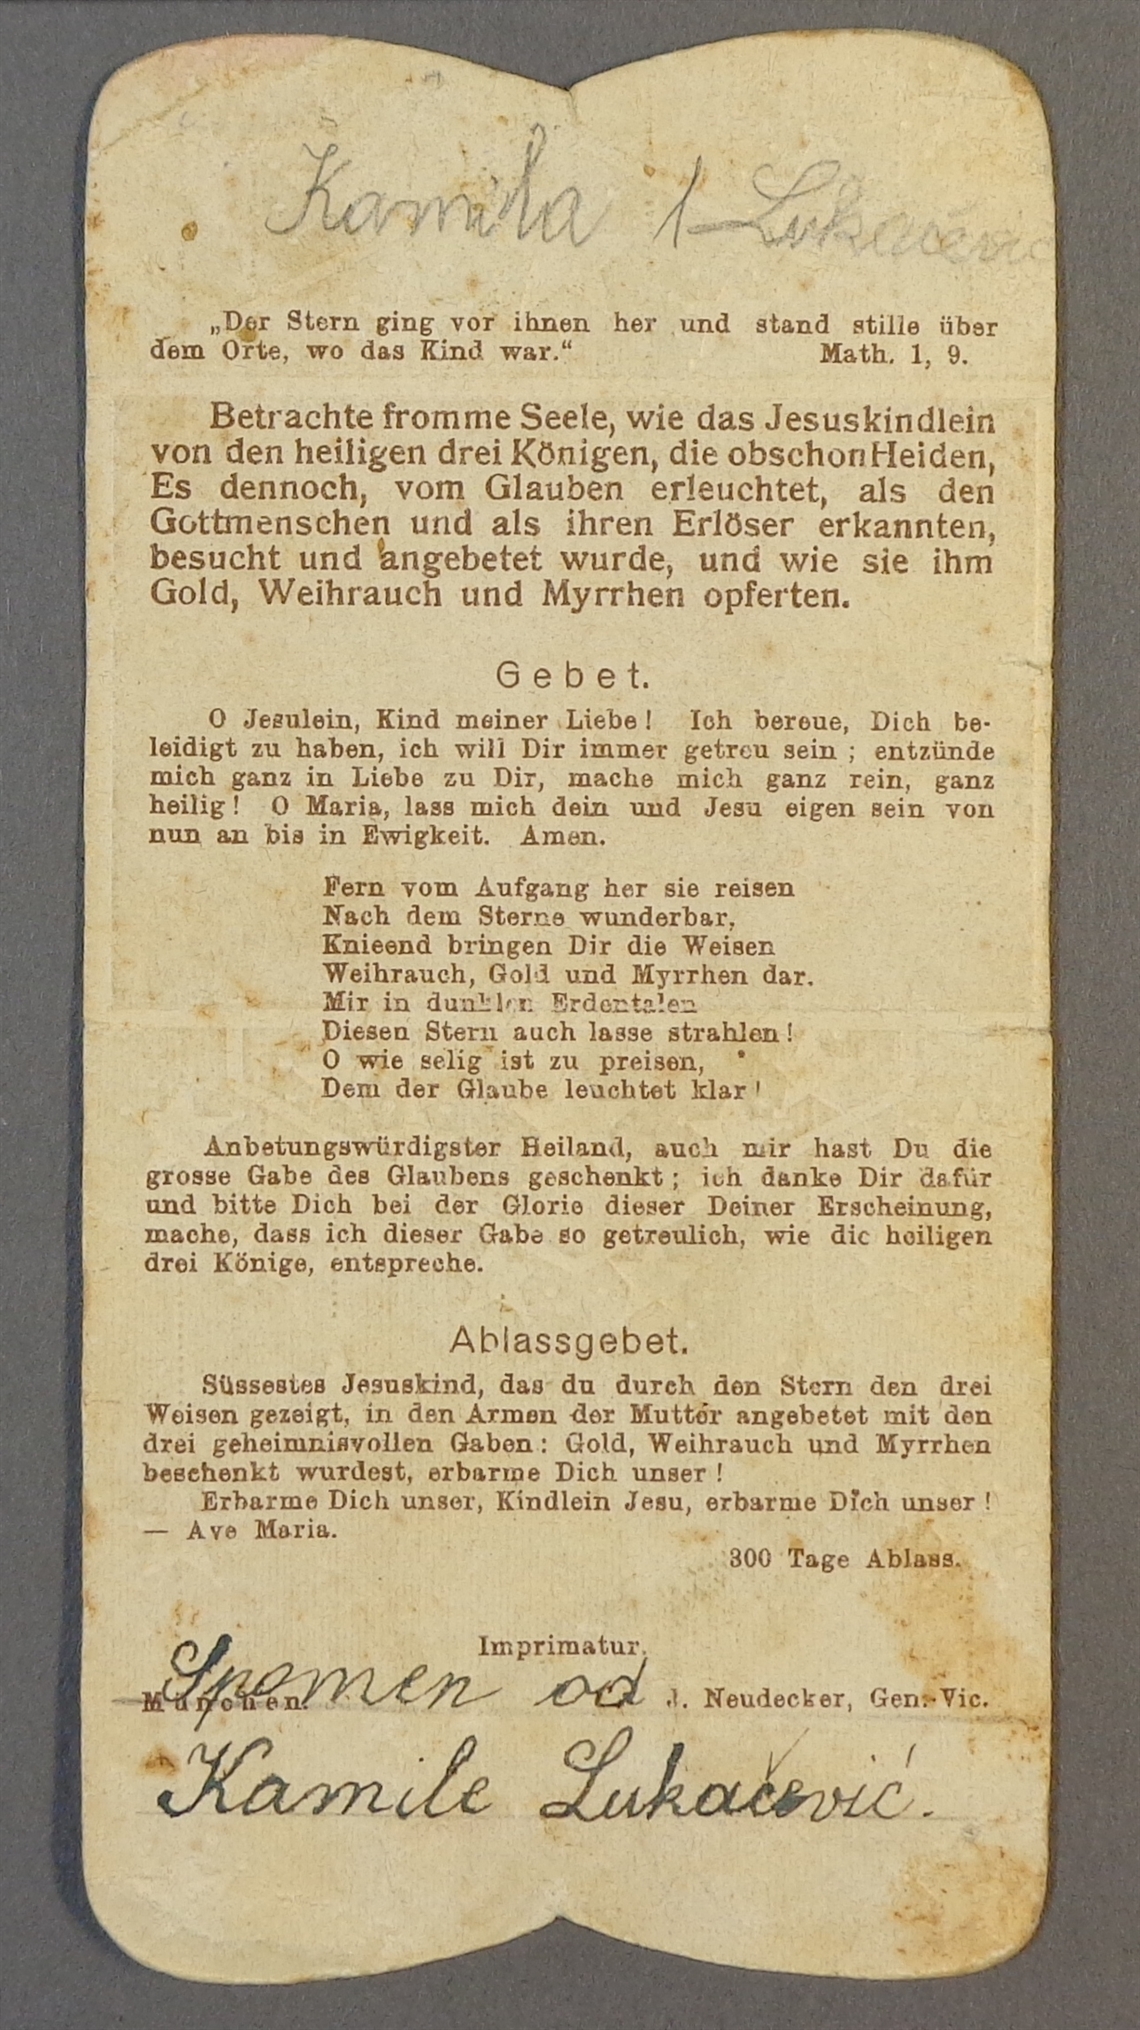 Kamila Lukačev
„Der Stern ging vor ihnen her und stand stille über
dem Orte, wo das Kind war.“ Math. 1, 9.
Betrachte fromme Seele, wie das Jesuskindlein
von den heiligen drei Königen, die obschon Heiden,
Es dennoch, vom Glauben erleuchtet, als den
Gottmenschen und als ihren Erlöser erkannten,
besucht und angebetet wurde, und wie sie ihm
Gold, Weihrauch und Myrrhen opferten.
Gebet.
O Jesulein, Kind meiner Liebe! Ich bereue, Dich be-
leidigt zu haben, ich will Dir immer getreu sein; entzünde
mich ganz in Liebe zu Dir, mache mich ganz rein, ganz
heilig! O Maria, lass mich dein und Jesu eigen sein von
nun an bis in Ewigkeit. Amen.
Fern vom Aufgang her sie reisen
Nach dem Sterne wunderbar,
Knieend bringen Dir die Weisen
Weihrauch, Gold und Myrrhen dar.
Mir in dunklen Erdentalen
Diesen Stern auch lasse strahlen!
O wie selig ist zu preisen,
Dem der Glaube leuchtet klar!
Anbetungswürdigster Heiland, auch mir hast Du die
grosse Gabe des Glaubens geschenkt; ich danke Dir dafür
und bitte Dich bei der Glorie dieser Deiner Erscheinung,
mache, dass ich dieser Gabe so getreulich, wie die heiligen
drei Könige, entspreche.
Ablassgebet.
Süssestes Jesuskind, das du durch den Stern den drei
Weisen gezeigt, in den Armen der Mutter angebetet mit den
drei geheimnisvollen Gaben: Gold, Weihrauch und Myrrhen
beschenkt wurdest, erbarme Dich unser!
Erbarme Dich unser, Kindlein Jesu, erbarme Dich unser!
— Ave Maria.
300 Tage Ablass.
Imprimatur.
München. J. Neudecker, Gen.-Vic.
Spomen od
Kamile Lukačević.